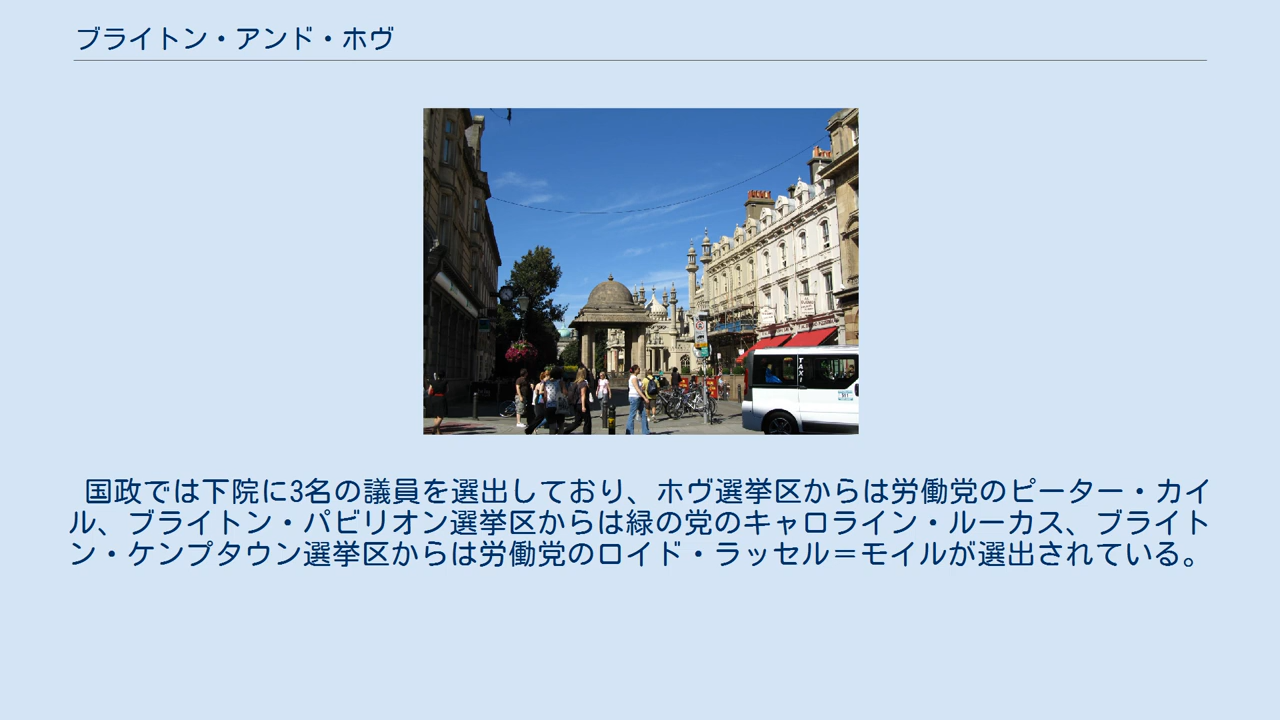 ブライトン・アンド・ホヴ
TAXI
国政では下院に3名の議員を選出しており、ホヴ選挙区からは労働党のピーター・カイ
ル、ブライトン・パビリオン選挙区からは緑の党のキャロライン・ルーカス、ブライト
ン・ケンプタウン選挙区からは労働党のロイド・ラッセル＝モイルが選出されている。